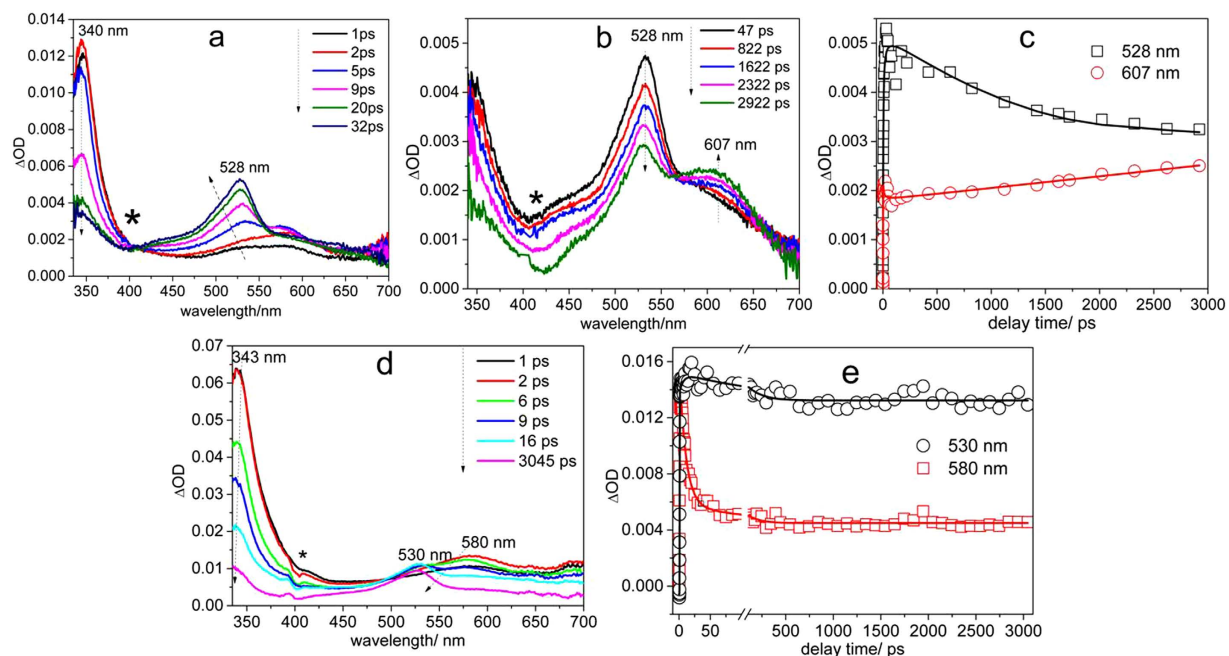 a
340 nm
528 nm
*
1ps
2ps
5ps
9ps
20ps
32ps
0.014
0.012
0.010
0.008
0.006
0.004
0.002
0.000
ΔOD
350 400 450 500 550 600 650 700
wavelength/nm
b
528 nm
607 nm
*
47 ps
822 ps
1622 ps
2322 ps
2922 ps
0.005
0.004
0.003
0.002
0.001
0.000
ΔOD
350 400 450 500 550 600 650 700
wavelength/nm
c
528 nm
607 nm
0.005
0.004
0.003
0.002
0.001
0.000
ΔOD
0 500 1000 1500 2000 2500 3000
delay time/ ps
d
343 nm
530 nm
580 nm
*
1 ps
2 ps
6 ps
9 ps
16 ps
3045 ps
0.07
0.06
0.05
0.04
0.03
0.02
0.01
0.00
ΔOD
350 400 450 500 550 600 650 700
wavelength/ nm
e
530 nm
580 nm
0.016
0.012
0.008
0.004
0.000
ΔOD
0 50 500 1000 1500 2000 2500 3000
delay time/ ps